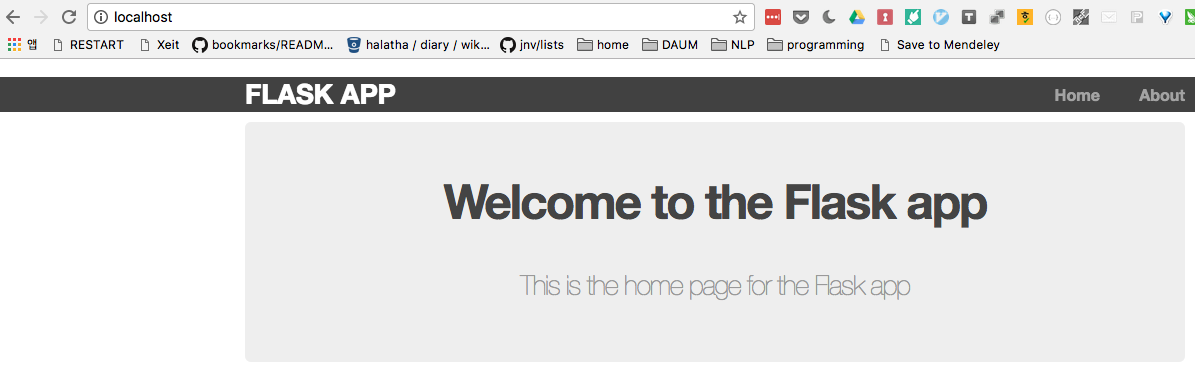 localhost
앱 RESTART Xeit bookmarks/READM... halatha / diary / wik... jnv/lists home DAUM NLP programming Save to Mendeley
FLASK APP Home About
Welcome to the Flask app
This is the home page for the Flask app